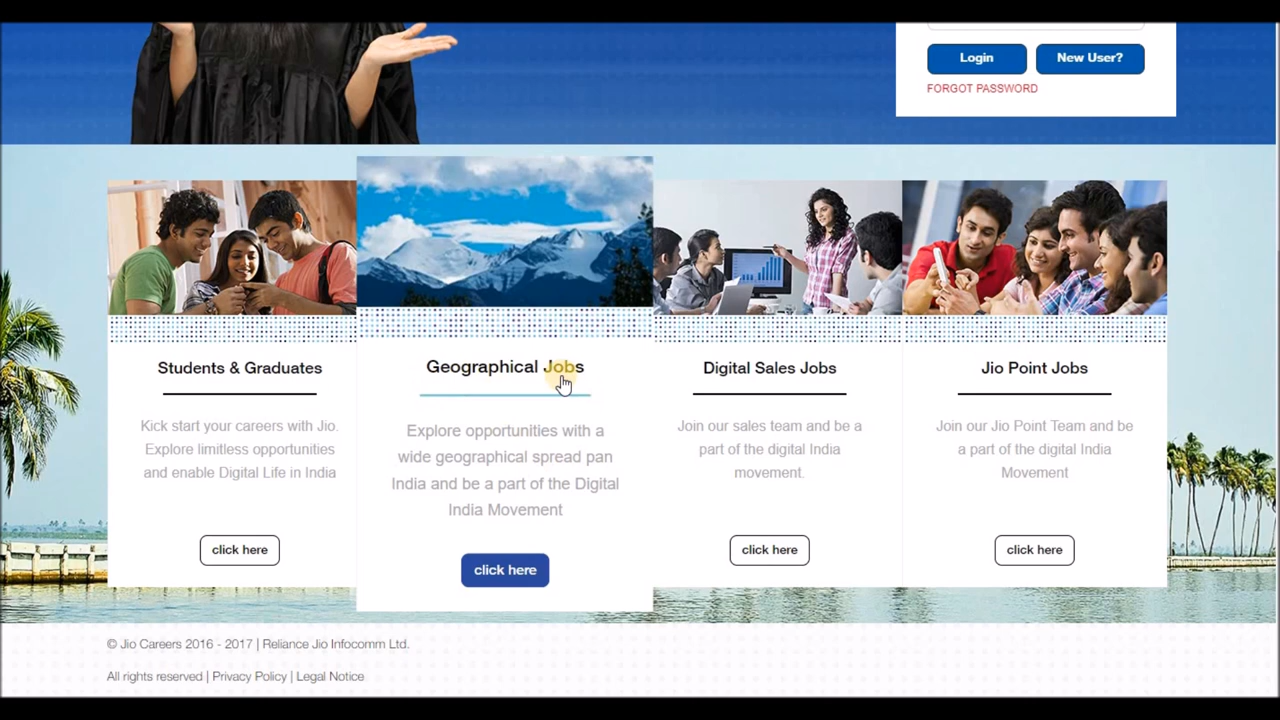 Login
New User?
FORGOT PASSWORD
Students & Graduates
Kick start your careers with Jio.
Explore limitless opportunities
and enable Digital Life in India
click here
Geographical Jobs
Explore opportunities with a
wide geographical spread pan
India and be a part of the Digital
India Movement
click here
Digital Sales Jobs
Join our sales team and be a
part of the digital India
movement.
click here
Jio Point Jobs
Join our Jio Point Team and be
a part of the digital India
Movement
click here
© Jio Careers 2016 - 2017 | Reliance Jio Infocomm Ltd.
All rights reserved | Privacy Policy | Legal Notice